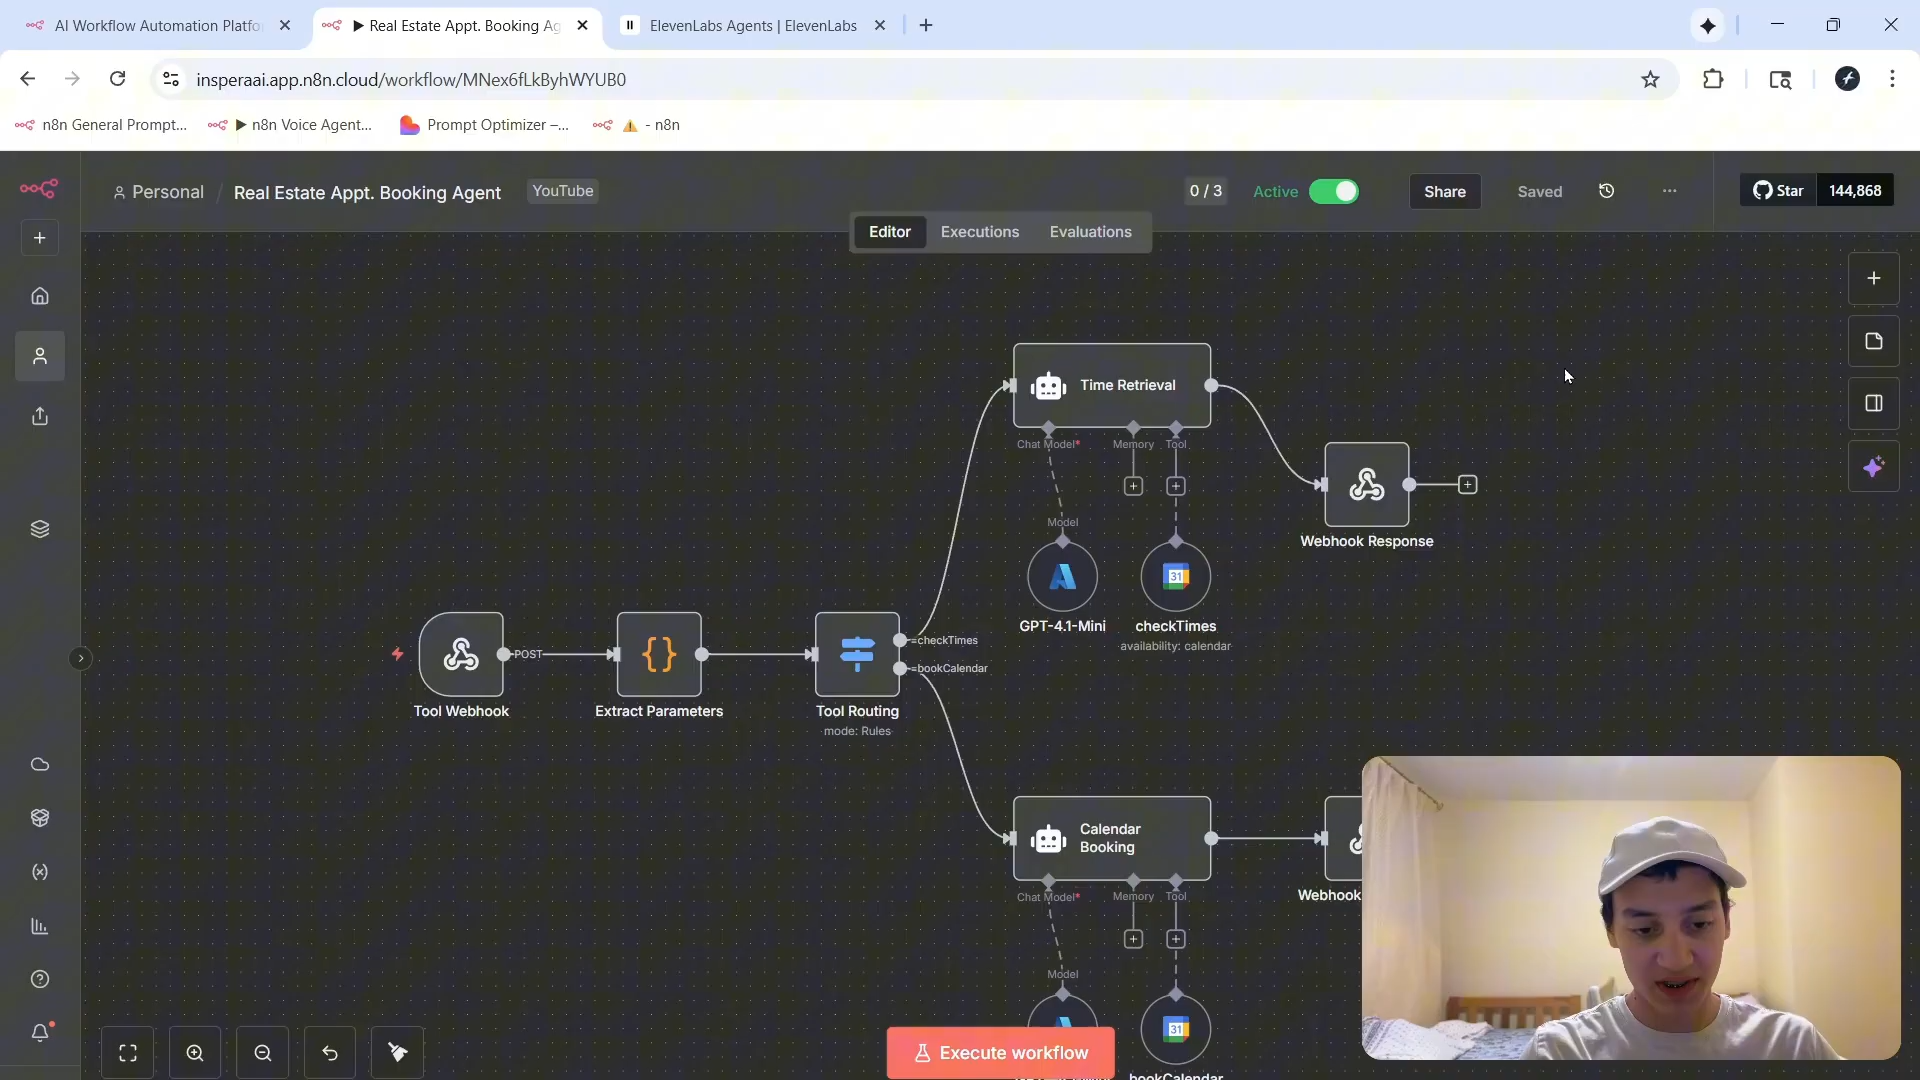 AI Workflow Automation Platfo
▶ Real Estate Appt. Booking Ag
ElevenLabs Agents | ElevenLabs
insperaai.app.n8n.cloud/workflow/MNex6fLkByhWYUB0
n8n General Prompt...
▶ n8n Voice Agent...
Prompt Optimizer –...
- n8n
Personal / Real Estate Appt. Booking Agent
YouTube
0 / 3
Active
Share
Saved
Star
144,868
Editor
Executions
Evaluations
Time Retrieval
Chat Model*
Memory
Tool
Model
GPT-4.1-Mini
31
checkTimes
availability: calendar
Webhook Response
POST
=checkTimes
=bookCalendar
Tool Webhook
Extract Parameters
Tool Routing
mode: Rules
Calendar
Booking
Webhook
Chat Model*
Memory
Tool
Model
31
Execute workflow
bookCalendar